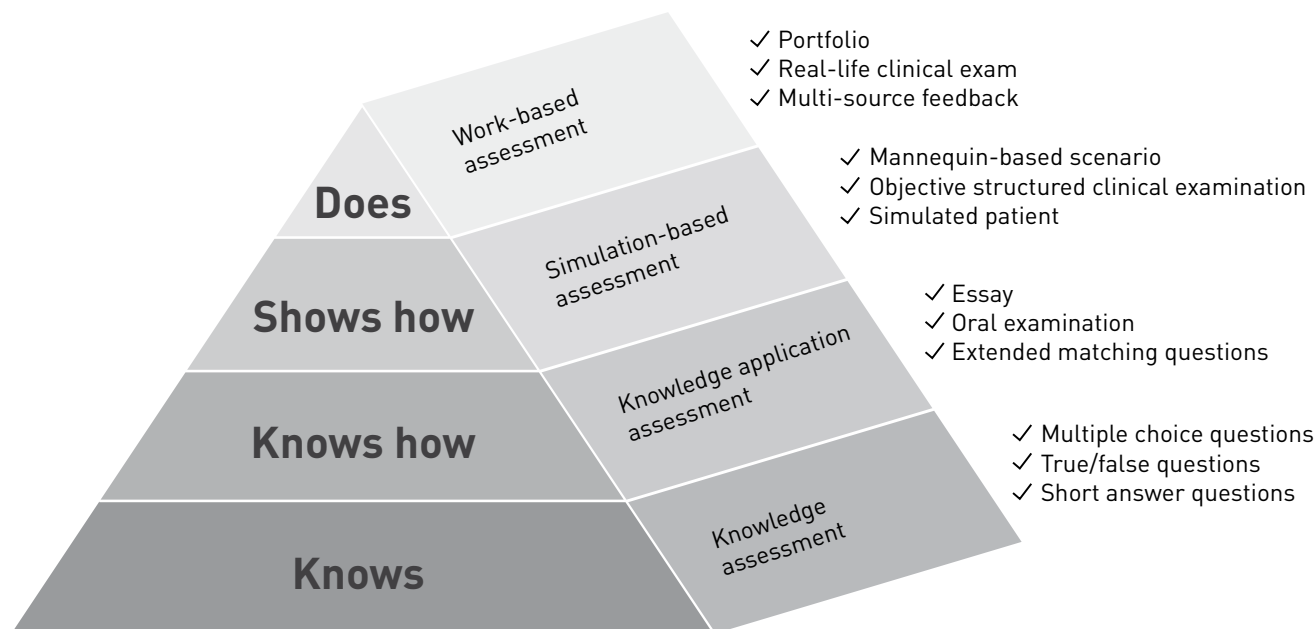 ✓ Portfolio
✓ Real-life clinical exam
✓ Multi-source feedback
Work-based
assessment
Does
✓ Mannequin-based scenario
✓ Objective structured clinical examination
✓ Simulated patient
Simulation-based
assessment
Shows how
✓ Essay
✓ Oral examination
✓ Extended matching questions
Knowledge application
assessment
Knows how
✓ Multiple choice questions
✓ True/false questions
✓ Short answer questions
Knowledge
assessment
Knows